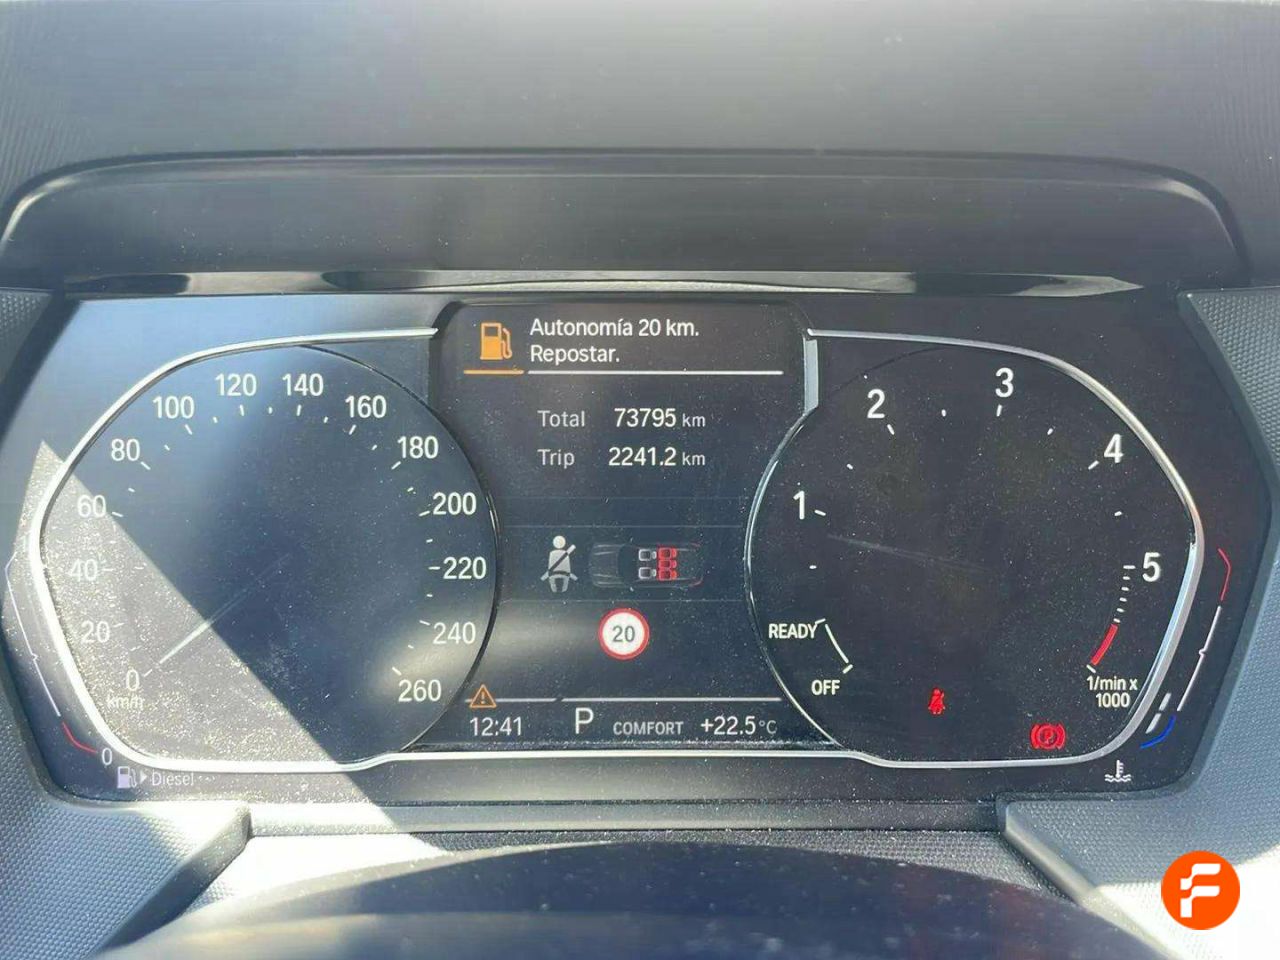 Autonomía 20 km.
Repostar.
Total 73795 km
Trip 2241.2 km
0
20
40
60
80
100
120
140
160
180
200
220
240
260
km/h
20
12:41 P COMFORT +22.5°C
0
Diesel
1
2
3
4
5
READY
OFF
1/min x
1000
P
F